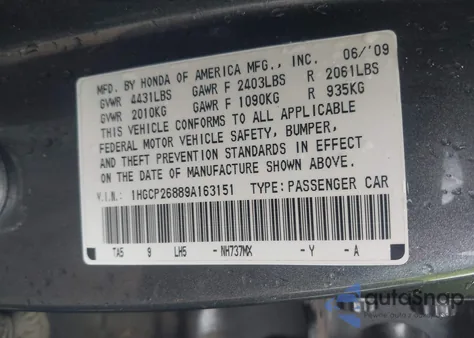 MFD. BY HONDA OF AMERICA MFG., INC. 06/'09
GVWR 4431LBS GAWR F 2403LBS R 2061LBS
GVWR 2010KG GAWR F 1090KG R 935KG
THIS VEHICLE CONFORMS TO ALL APPLICABLE
FEDERAL MOTOR VEHICLE SAFETY, BUMPER,
AND THEFT PREVENTION STANDARDS IN EFFECT
ON THE DATE OF MANUFACTURE SHOWN ABOVE.
V.I.N.: 1HGCP26889A163151 TYPE: PASSENGER CAR
TA5 9 LH5 - NH737MX - Y - A
autoSnap